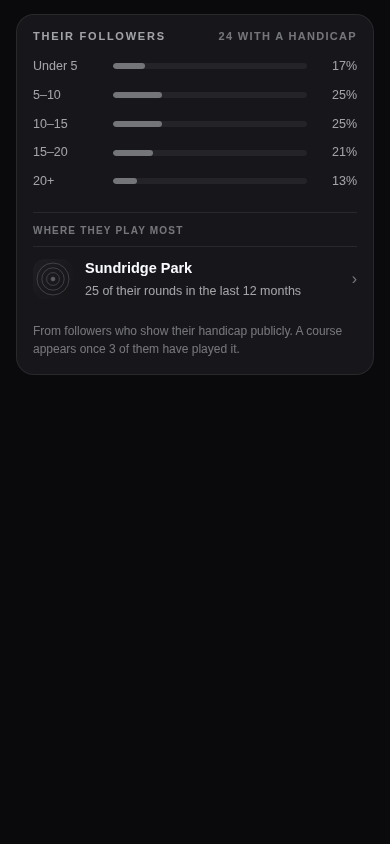 THEIR FOLLOWERS 24 WITH A HANDICAP
Under 5 17%
5–10 25%
10–15 25%
15–20 21%
20+ 13%
WHERE THEY PLAY MOST
Sundridge Park
25 of their rounds in the last 12 months ›
From followers who show their handicap publicly. A course
appears once 3 of them have played it.